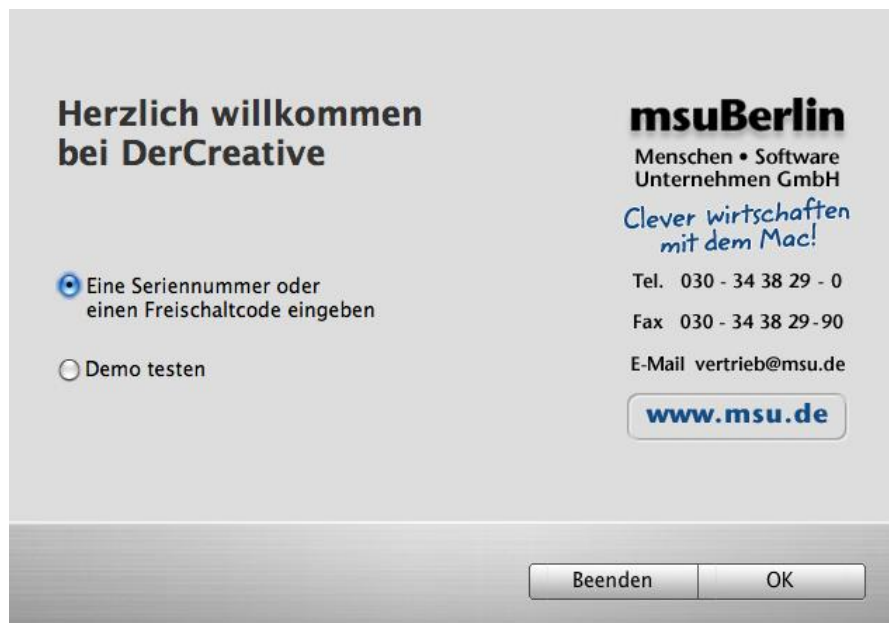 Herzlich willkommen
bei DerCreative
Eine Seriennummer oder
einen Freischaltcode eingeben
Demo testen
msuBerlin
Menschen • Software
Unternehmen GmbH
Clever wirtschaften
mit dem Mac!
Tel. 030 - 34 38 29 - 0
Fax 030 - 34 38 29-90
E-Mail vertrieb@msu.de
www.msu.de
Beenden OK